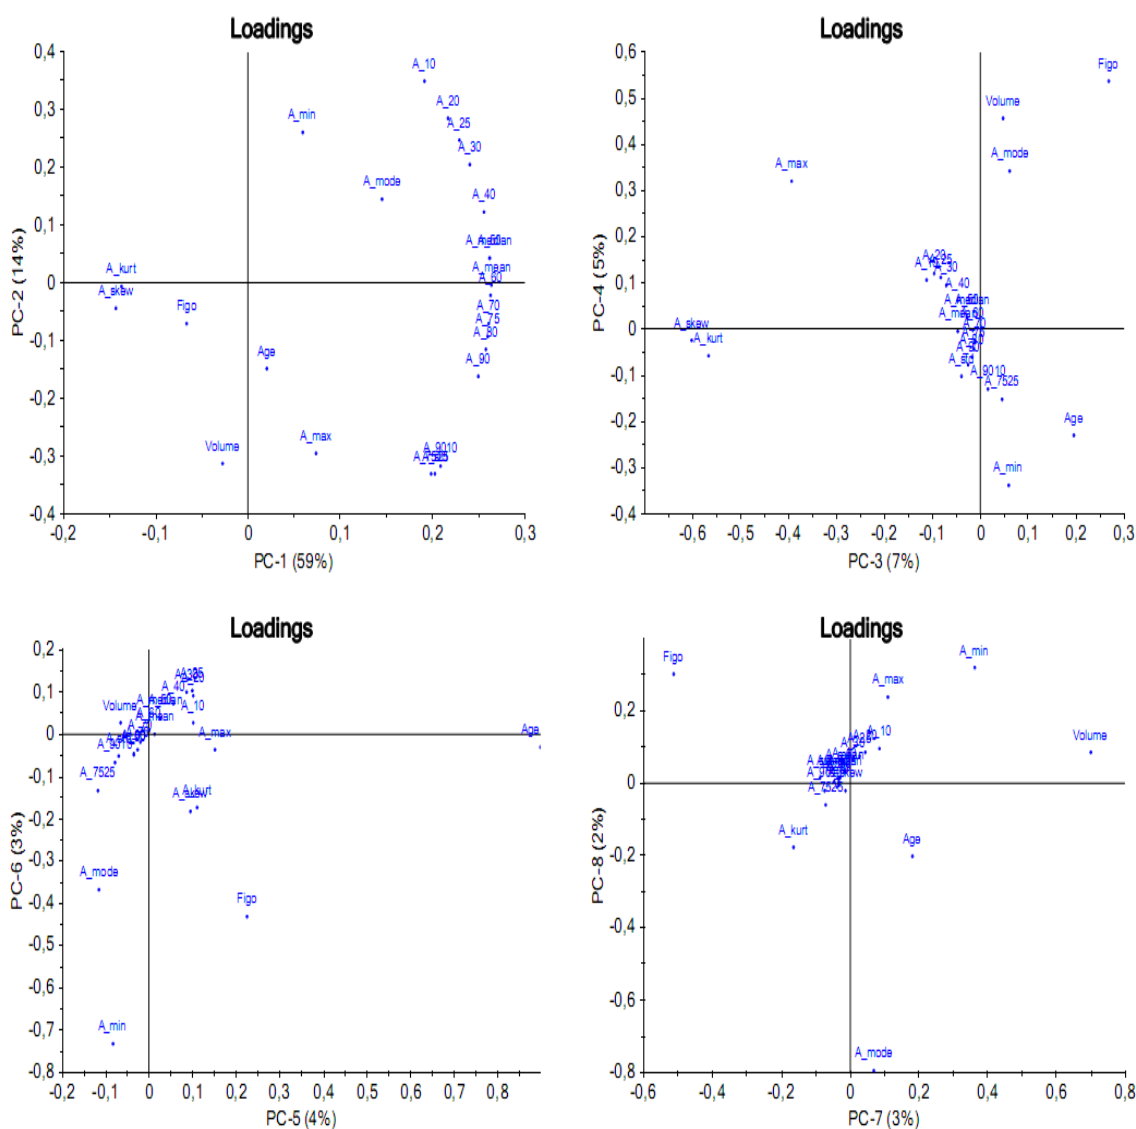 Loadings
0,4
0,3
0,2
0,1
0
-0,1
-0,2
-0,3
-0,4
PC-2 (14%)
A_10
A_20
A_25
A_min
A_30
A_mode
A_40
A_median
A_mean
A_60
A_kurt
A_skew
Figo
A_70
A_75
A_80
Age
A_90
Volume
A_max
A_9010
-0,2
-0,1
0
0,1
0,2
0,3
PC-1 (59%)
Loadings
0,6
0,5
0,4
0,3
0,2
0,1
0
-0,1
-0,2
-0,3
-0,4
PC-4 (5%)
Figo
Volume
A_mode
A_max
A_20
A_30
A_40
A_skew
A_kurt
A_std
A_9010
A_7525
Age
A_min
-0,6
-0,5
-0,4
-0,3
-0,2
-0,1
0
0,1
0,2
0,3
PC-3 (7%)
Loadings
0,2
0,1
0
-0,1
-0,2
-0,3
-0,4
-0,5
-0,6
-0,7
-0,8
PC-6 (3%)
A_20
A_40
Volume
A_10
A_mean
A_max
Age
A_9010
A_7525
A_skew
A_kurt
A_mode
Figo
A_min
-0,2
-0,1
0
0,1
0,2
0,3
0,4
0,5
0,6
0,7
0,8
PC-5 (4%)
Loadings
0,2
0
-0,2
-0,4
-0,6
-0,8
PC-8 (2%)
Figo
A_min
A_max
A_10
Volume
A_skew
A_7525
A_kurt
Age
A_mode
-0,6
-0,4
-0,2
0
0,2
0,4
0,6
0,8
PC-7 (3%)